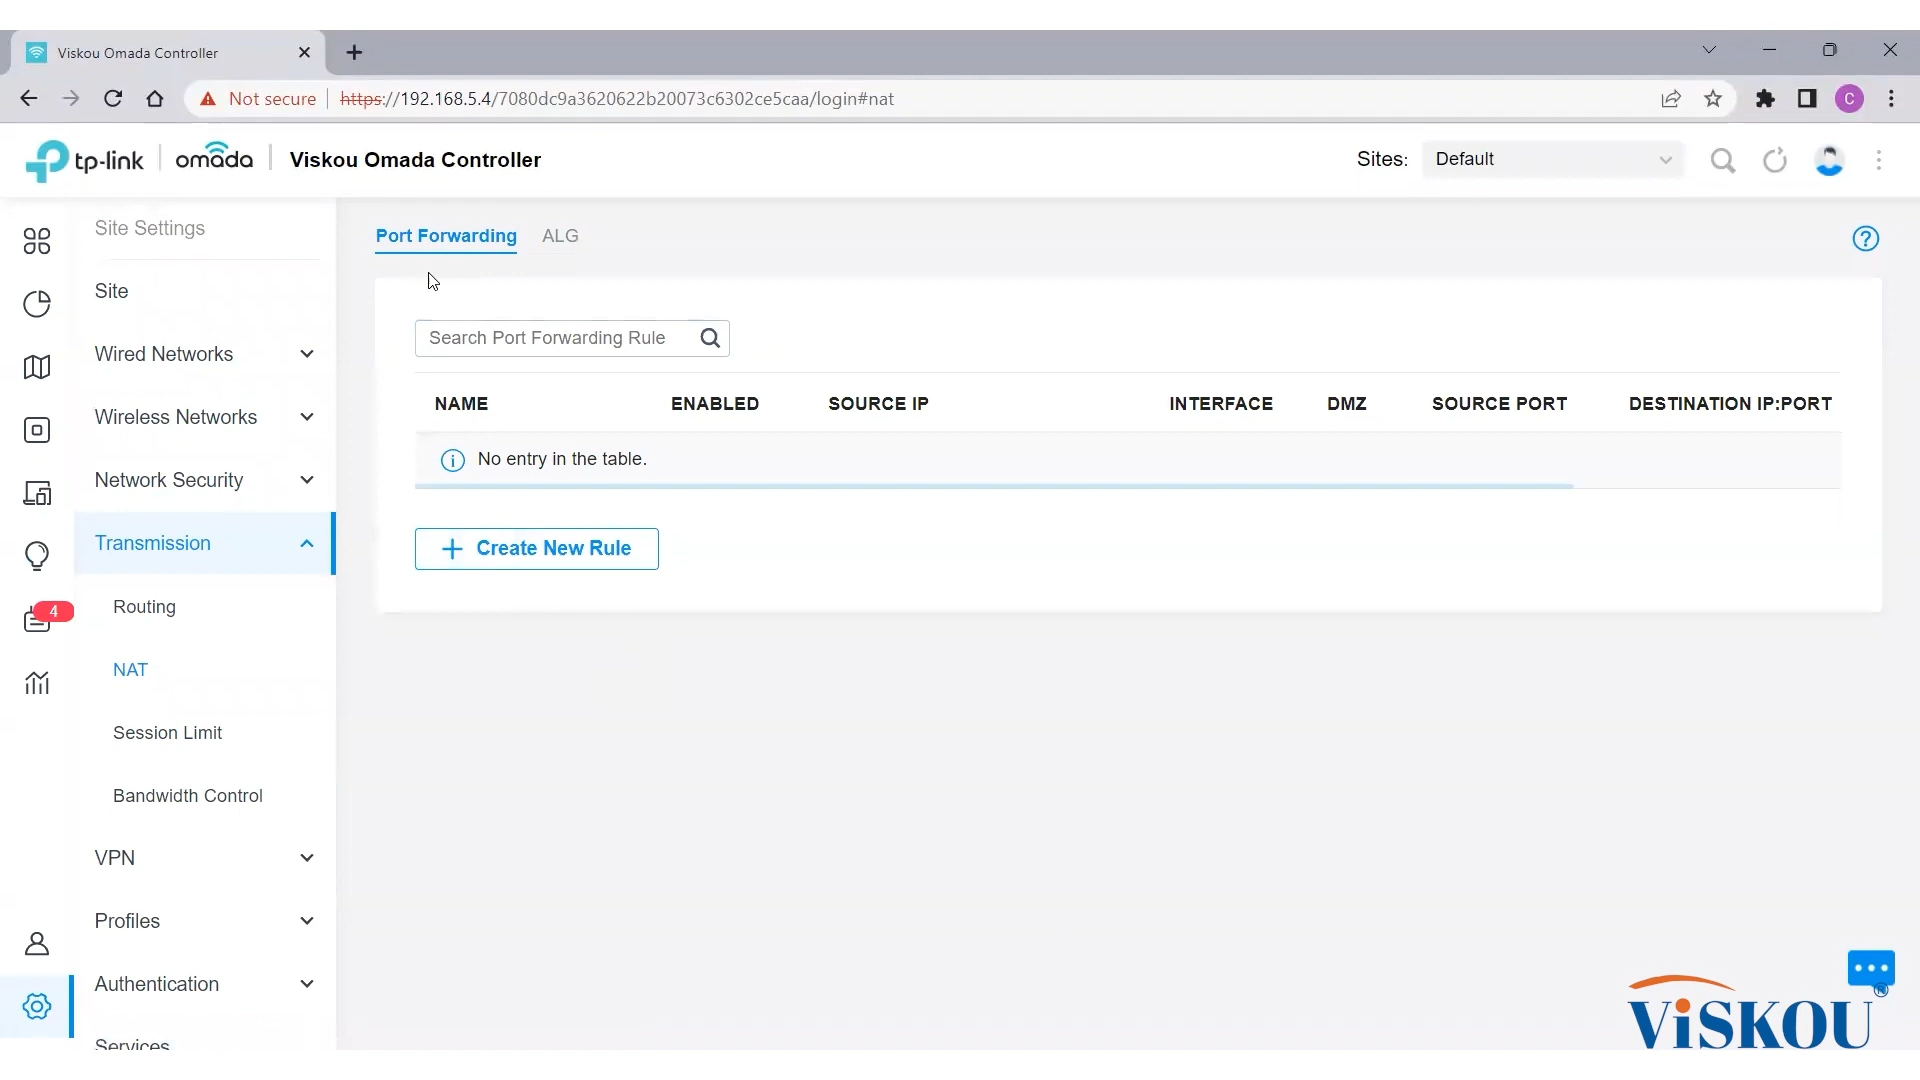 Viskou Omada Controller
Not secure https://192.168.5.4/7080dc9a3620622b20073c6302ce5caa/login#nat
C
tp-link omada Viskou Omada Controller
Sites: Default
Site Settings
Site
Wired Networks
Wireless Networks
Network Security
Transmission
Routing
NAT
Session Limit
Bandwidth Control
VPN
Profiles
Authentication
Services
4
Port Forwarding ALG
?
Search Port Forwarding Rule
NAME ENABLED SOURCE IP INTERFACE DMZ SOURCE PORT DESTINATION IP:PORT
No entry in the table.
+ Create New Rule
ViSKOU®